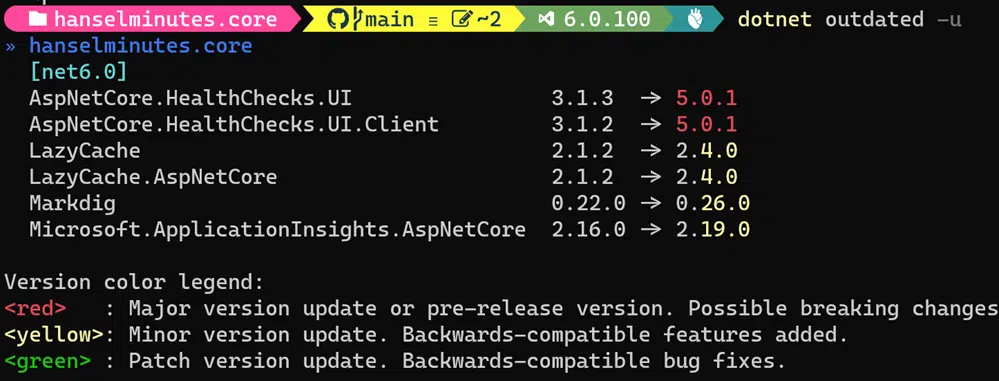 hanselminutes.core main ≡ ~2 6.0.100 dotnet outdated -u
» hanselminutes.core
[net6.0]
AspNetCore.HealthChecks.UI 3.1.3 -> 5.0.1
AspNetCore.HealthChecks.UI.Client 3.1.2 -> 5.0.1
LazyCache 2.1.2 -> 2.4.0
LazyCache.AspNetCore 2.1.2 -> 2.4.0
Markdig 0.22.0 -> 0.26.0
Microsoft.ApplicationInsights.AspNetCore 2.16.0 -> 2.19.0
Version color legend:
<red> : Major version update or pre-release version. Possible breaking changes
<yellow>: Minor version update. Backwards-compatible features added.
<green> : Patch version update. Backwards-compatible bug fixes.